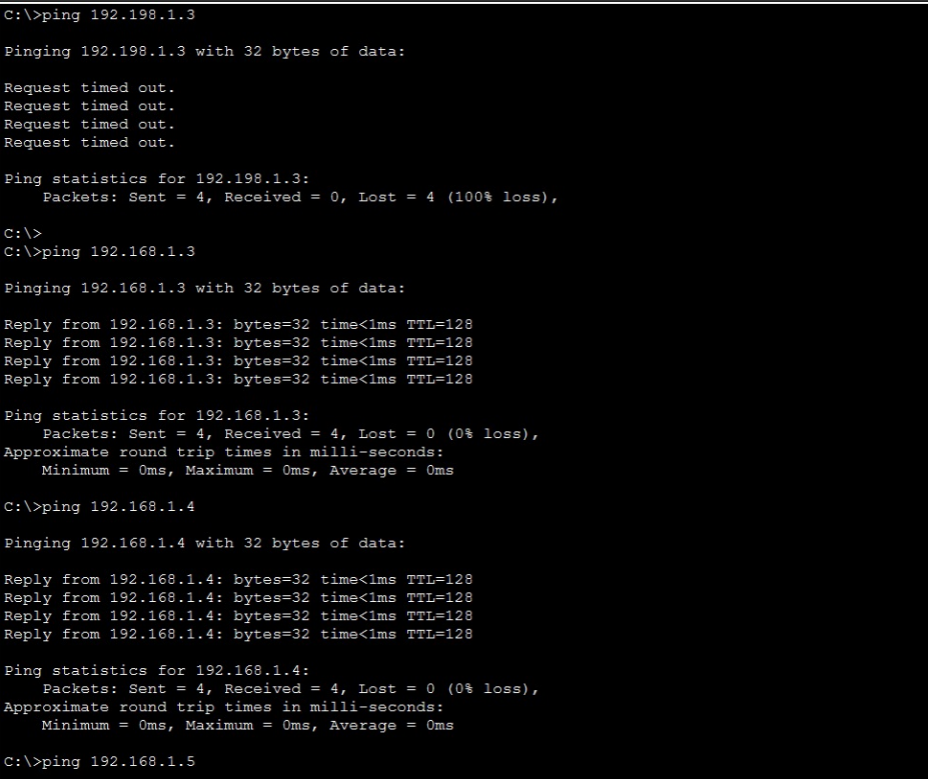 C:\>ping 192.198.1.3
Pinging 192.198.1.3 with 32 bytes of data:
Request timed out.
Request timed out.
Request timed out.
Request timed out.
Ping statistics for 192.198.1.3:
    Packets: Sent = 4, Received = 0, Lost = 4 (100% loss),
C:\>
C:\>ping 192.168.1.3
Pinging 192.168.1.3 with 32 bytes of data:
Reply from 192.168.1.3: bytes=32 time<1ms TTL=128
Reply from 192.168.1.3: bytes=32 time<1ms TTL=128
Reply from 192.168.1.3: bytes=32 time<1ms TTL=128
Reply from 192.168.1.3: bytes=32 time<1ms TTL=128
Ping statistics for 192.168.1.3:
    Packets: Sent = 4, Received = 4, Lost = 0 (0% loss),
Approximate round trip times in milli-seconds:
    Minimum = 0ms, Maximum = 0ms, Average = 0ms
C:\>ping 192.168.1.4
Pinging 192.168.1.4 with 32 bytes of data:
Reply from 192.168.1.4: bytes=32 time<1ms TTL=128
Reply from 192.168.1.4: bytes=32 time<1ms TTL=128
Reply from 192.168.1.4: bytes=32 time<1ms TTL=128
Reply from 192.168.1.4: bytes=32 time<1ms TTL=128
Ping statistics for 192.168.1.4:
    Packets: Sent = 4, Received = 4, Lost = 0 (0% loss),
Approximate round trip times in milli-seconds:
    Minimum = 0ms, Maximum = 0ms, Average = 0ms
C:\>ping 192.168.1.5